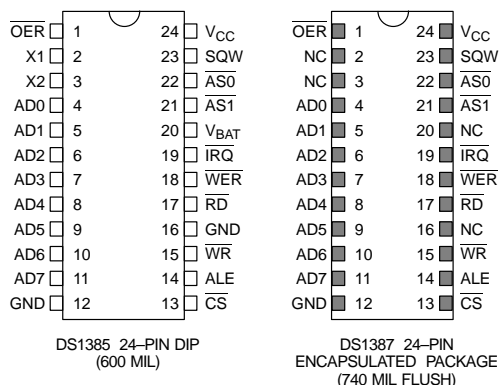 OER 1 24 VCC
X1 2 23 SQW
X2 3 22 AS0
AD0 4 21 AS1
AD1 5 20 VBAT
AD2 6 19 IRQ
AD3 7 18 WER
AD4 8 17 RD
AD5 9 16 GND
AD6 10 15 WR
AD7 11 14 ALE
GND 12 13 CS
DS1385 24–PIN DIP
(600 MIL)
OER 1 24 VCC
NC 2 23 SQW
NC 3 22 AS0
AD0 4 21 AS1
AD1 5 20 NC
AD2 6 19 IRQ
AD3 7 18 WER
AD4 8 17 RD
AD5 9 16 NC
AD6 10 15 WR
AD7 11 14 ALE
GND 12 13 CS
DS1387 24–PIN
ENCAPSULATED PACKAGE
(740 MIL FLUSH)